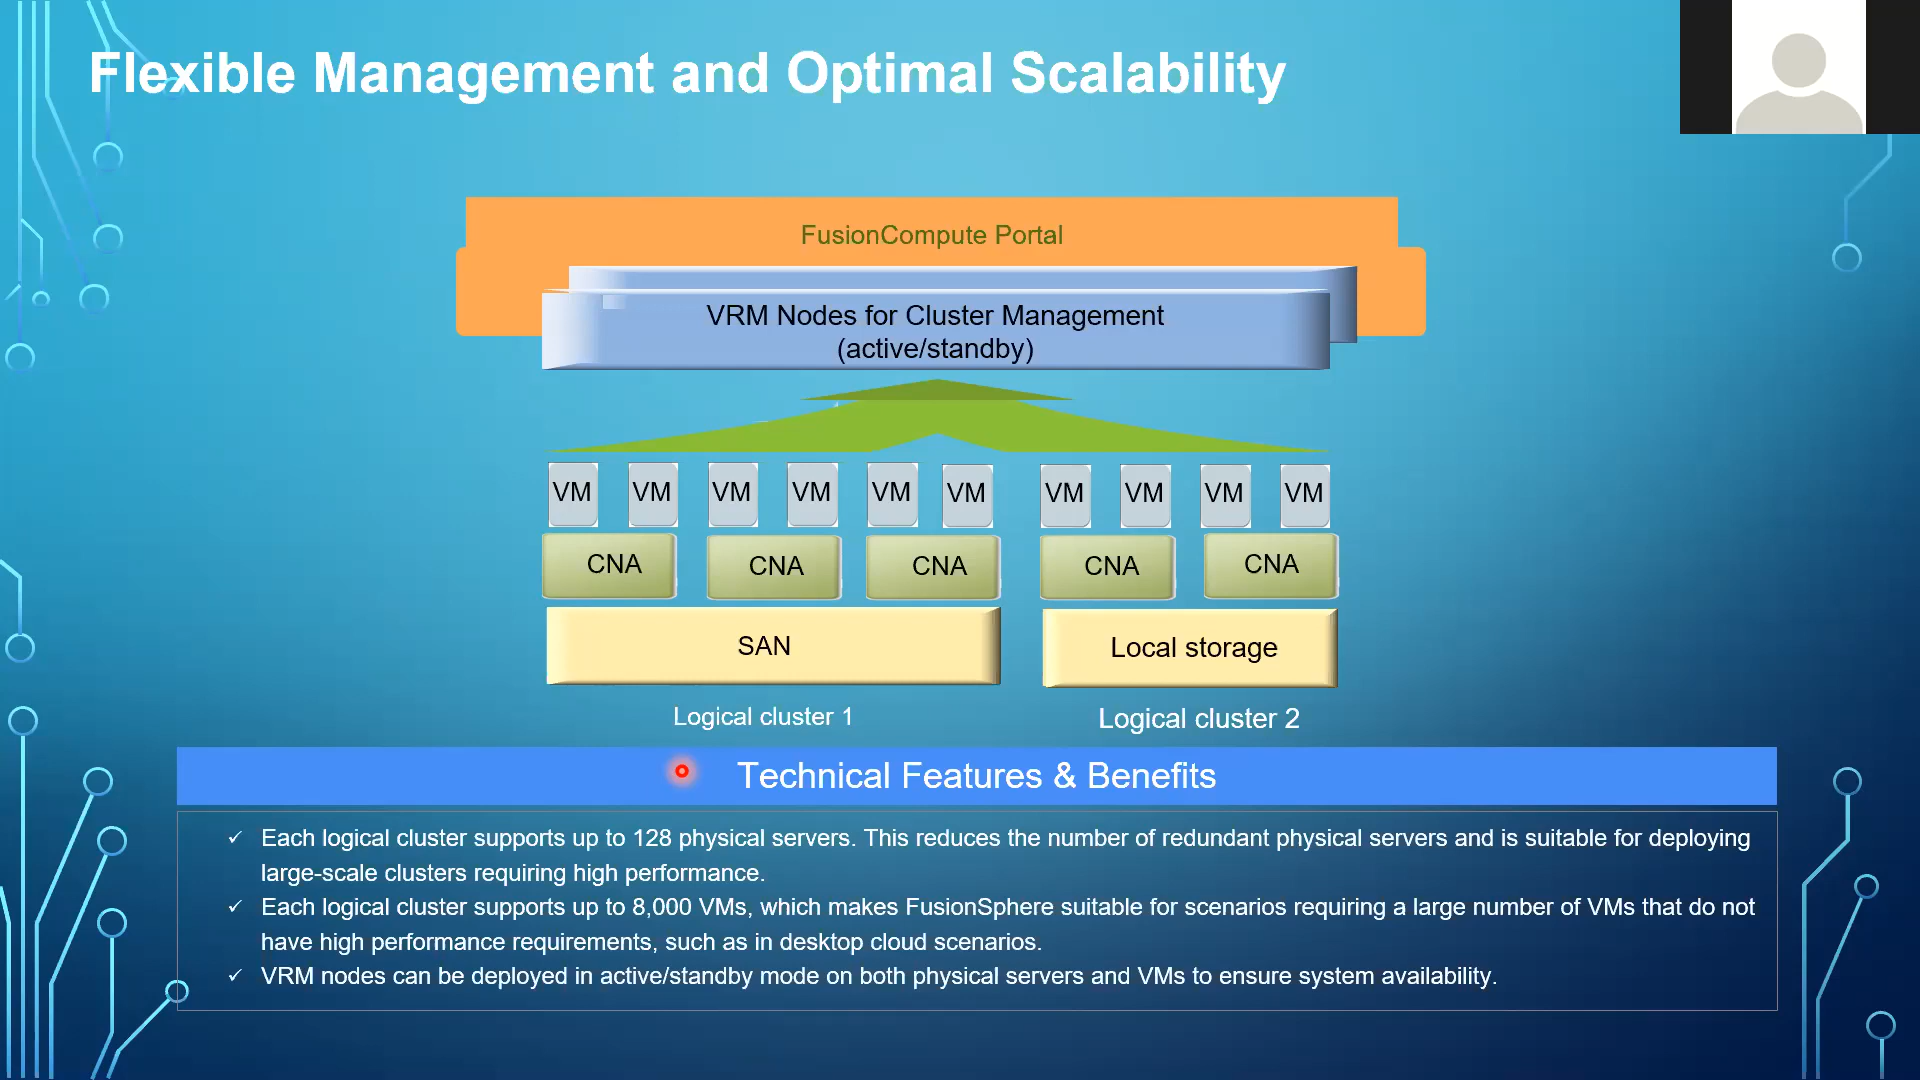 Flexible Management and Optimal Scalability
FusionCompute Portal
VRM Nodes for Cluster Management
(active/standby)
VM VM VM VM VM VM VM VM VM VM
CNA CNA CNA CNA CNA
SAN Local storage
Logical cluster 1 Logical cluster 2
Technical Features & Benefits
✓ Each logical cluster supports up to 128 physical servers. This reduces the number of redundant physical servers and is suitable for deploying
large-scale clusters requiring high performance.
✓ Each logical cluster supports up to 8,000 VMs, which makes FusionSphere suitable for scenarios requiring a large number of VMs that do not
have high performance requirements, such as in desktop cloud scenarios.
✓ VRM nodes can be deployed in active/standby mode on both physical servers and VMs to ensure system availability.